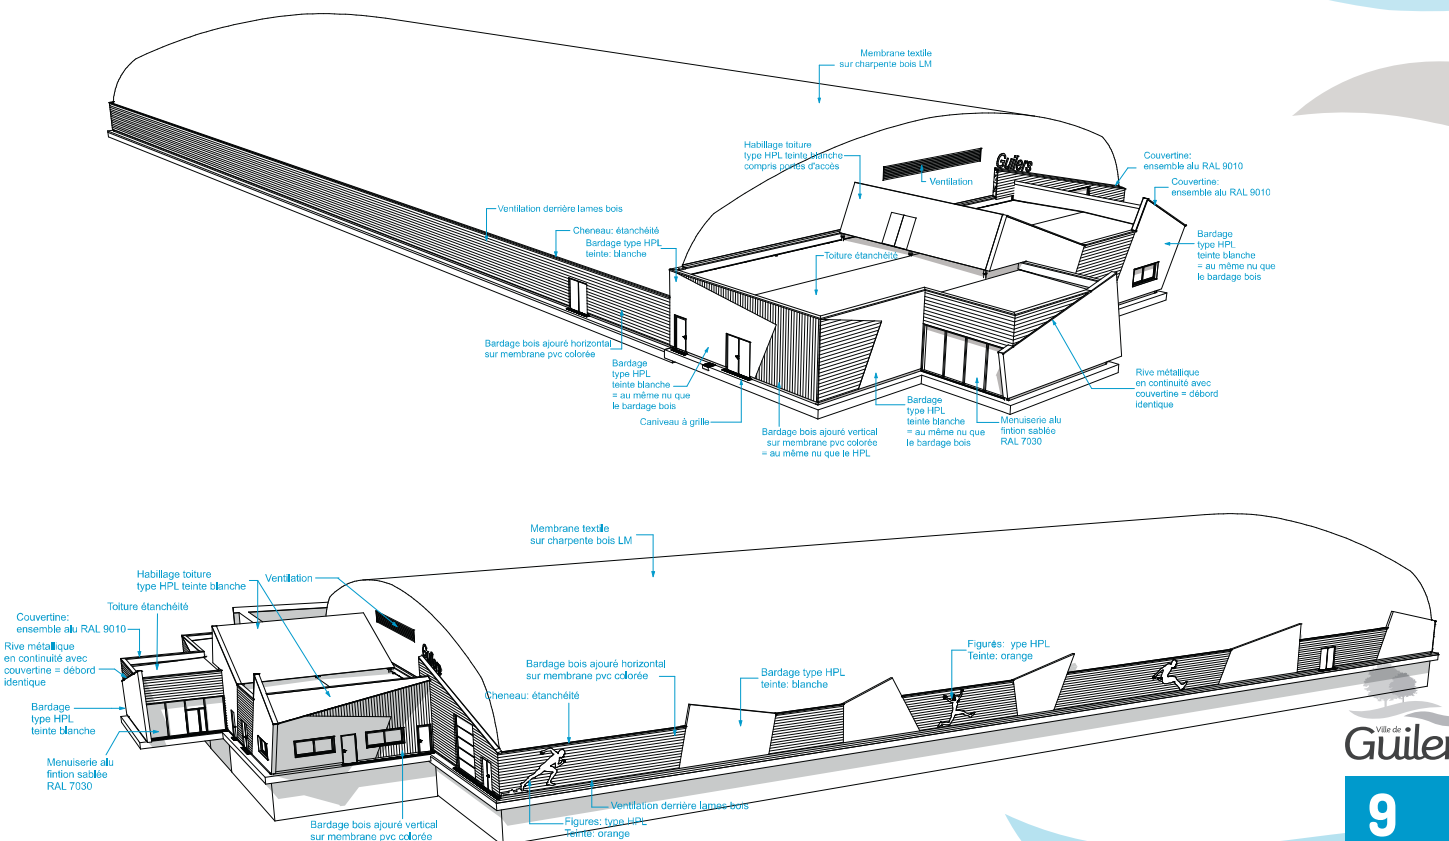 Membrane textile
sur charpente bois LM
Habillage toiture
type HPL teinte blanche
compris portes d'accès
Guilers
Ventilation
Couvertine:
ensemble alu RAL 9010
Couvertine:
ensemble alu RAL 9010
Ventilation derrière lames bois
Cheneau: étanchéité
Bardage type HPL
teinte: blanche
Toiture étanchéité
Bardage
type HPL
teinte blanche
= au même nu que
le bardage bois
Bardage bois ajouré horizontal
sur membrane pvc colorée
Bardage
type HPL
teinte blanche
= au même nu que
le bardage bois
Caniveau à grille
Bardage bois ajouré vertical
sur membrane pvc colorée
= au même nu que le HPL
Bardage
type HPL
teinte blanche
= au même nu que
le bardage bois
Menuiserie alu
fintion sablée
RAL 7030
Rive métallique
en continuité avec
couvertine = débord
identique
Membrane textile
sur charpente bois LM
Habillage toiture
type HPL teinte blanche
Ventilation
Toiture étanchéité
Couvertine:
ensemble alu RAL 9010
Rive métallique
en continuité avec
couvertine = débord
identique
Guilers
Bardage bois ajouré horizontal
sur membrane pvc colorée
Cheneau: étanchéité
Bardage type HPL
teinte: blanche
Figures: ype HPL
Teinte: orange
Bardage
type HPL
teinte blanche
Menuiserie alu
fintion sablée
RAL 7030
Bardage bois ajouré vertical
sur membrane pvc colorée
Ventilation derrière lames bois
Figures: type HPL
Teinte: orange
Ville de
Guiler
9